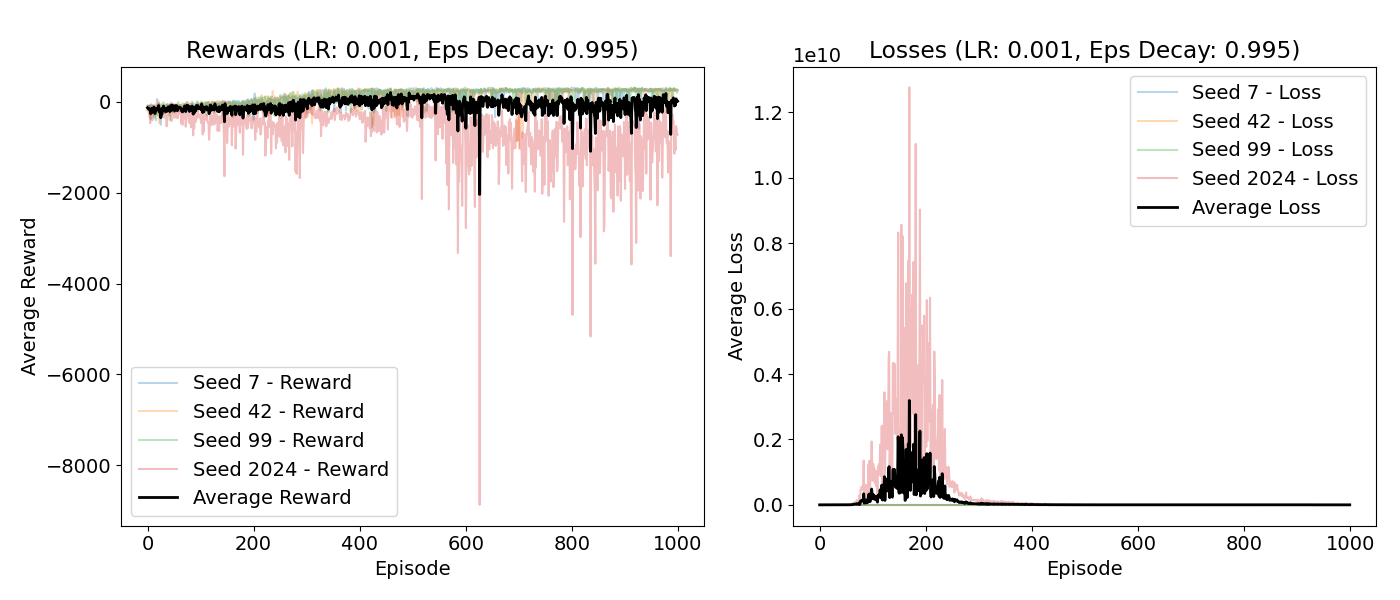 Rewards (LR: 0.001, Eps Decay: 0.995)
0
−2000
−4000
−6000
−8000
Average Reward
Seed 7 - Reward
Seed 42 - Reward
Seed 99 - Reward
Seed 2024 - Reward
Average Reward
0 200 400 600 800 1000
Episode
1e10
Losses (LR: 0.001, Eps Decay: 0.995)
1.2
1.0
0.8
0.6
0.4
0.2
0.0
Average Loss
Seed 7 - Loss
Seed 42 - Loss
Seed 99 - Loss
Seed 2024 - Loss
Average Loss
0 200 400 600 800 1000
Episode